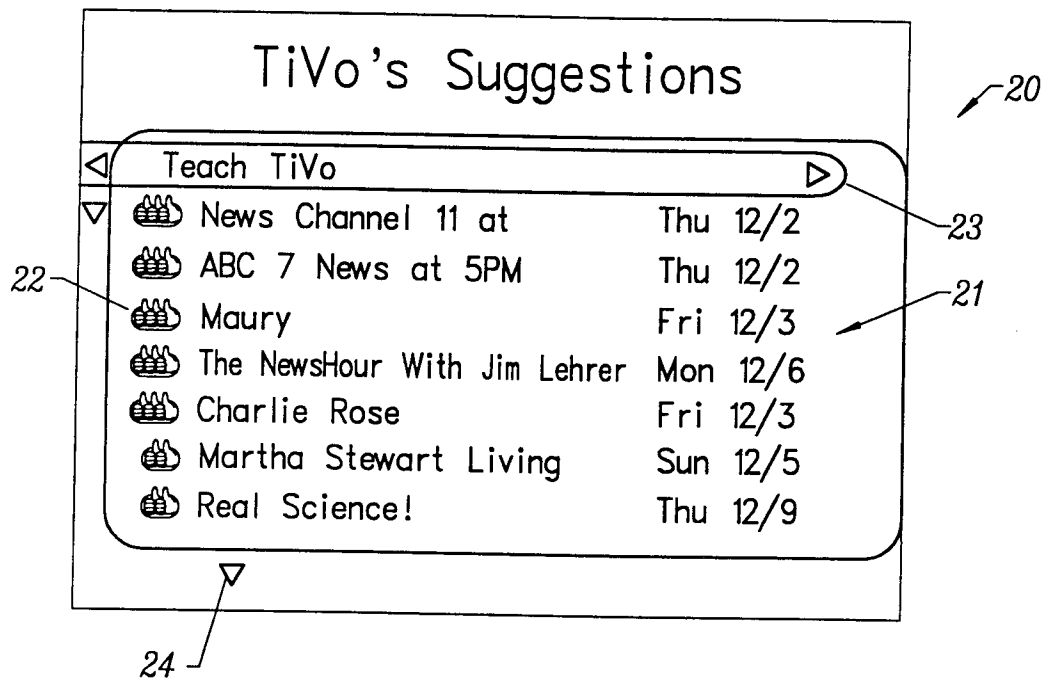 TiVo's Suggestions
20
Teach TiVo
23
News Channel 11 at Thu 12/2
ABC 7 News at 5PM Thu 12/2
22
21
Maury Fri 12/3
The NewsHour With Jim Lehrer Mon 12/6
Charlie Rose Fri 12/3
Martha Stewart Living Sun 12/5
Real Science! Thu 12/9
24